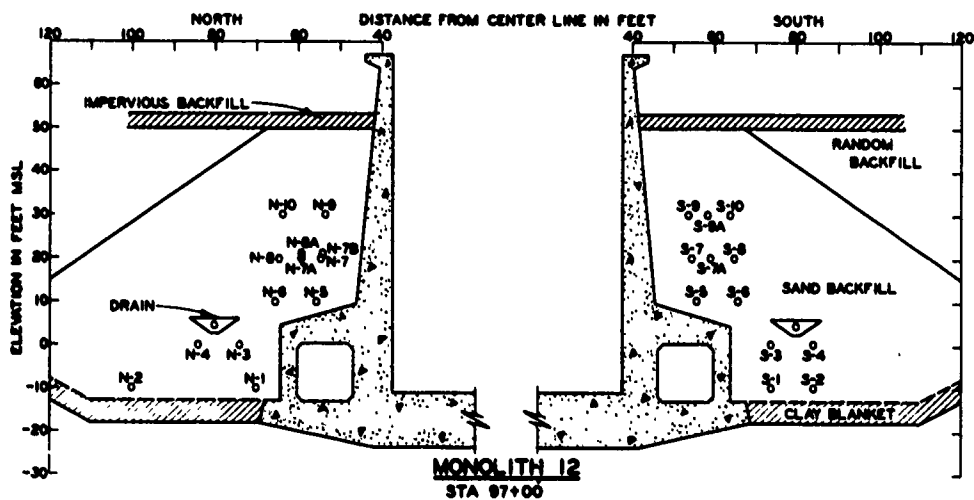 NORTH DISTANCE FROM CENTER LINE IN FEET SOUTH
120 100 80 60 40 40 60 80 100 120
60
IMPERVIOUS BACKFILL
50
RANDOM
BACKFILL
40
ELEVATION IN FEET MSL
30
N-10 N-9 S-9 S-10
S-9A
20
N-8A N-7B S-7 S-8
N-8 N-7
N-7A S-7A
SAND BACKFILL
10
N-6 N-5 S-5 S-6
DRAIN
0
N-4 N-3 S-3 S-4
-10
N-2 N-1 S-1 S-2
CLAY BLANKET
-20
-30
MONOLITH 12
STA 97+00